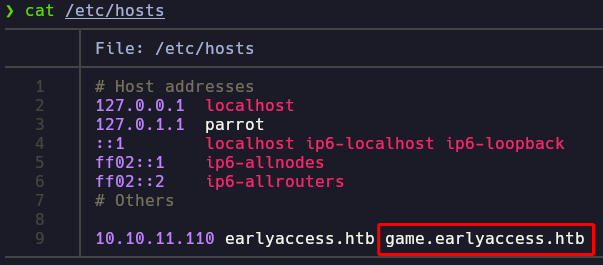 ❯ cat /etc/hosts
File: /etc/hosts
1 # Host addresses
2 127.0.0.1 localhost
3 127.0.1.1 parrot
4 ::1 localhost ip6-localhost ip6-loopback
5 ff02::1 ip6-allnodes
6 ff02::2 ip6-allrouters
7 # Others
8
9 10.10.11.110 earlyaccess.htb game.earlyaccess.htb